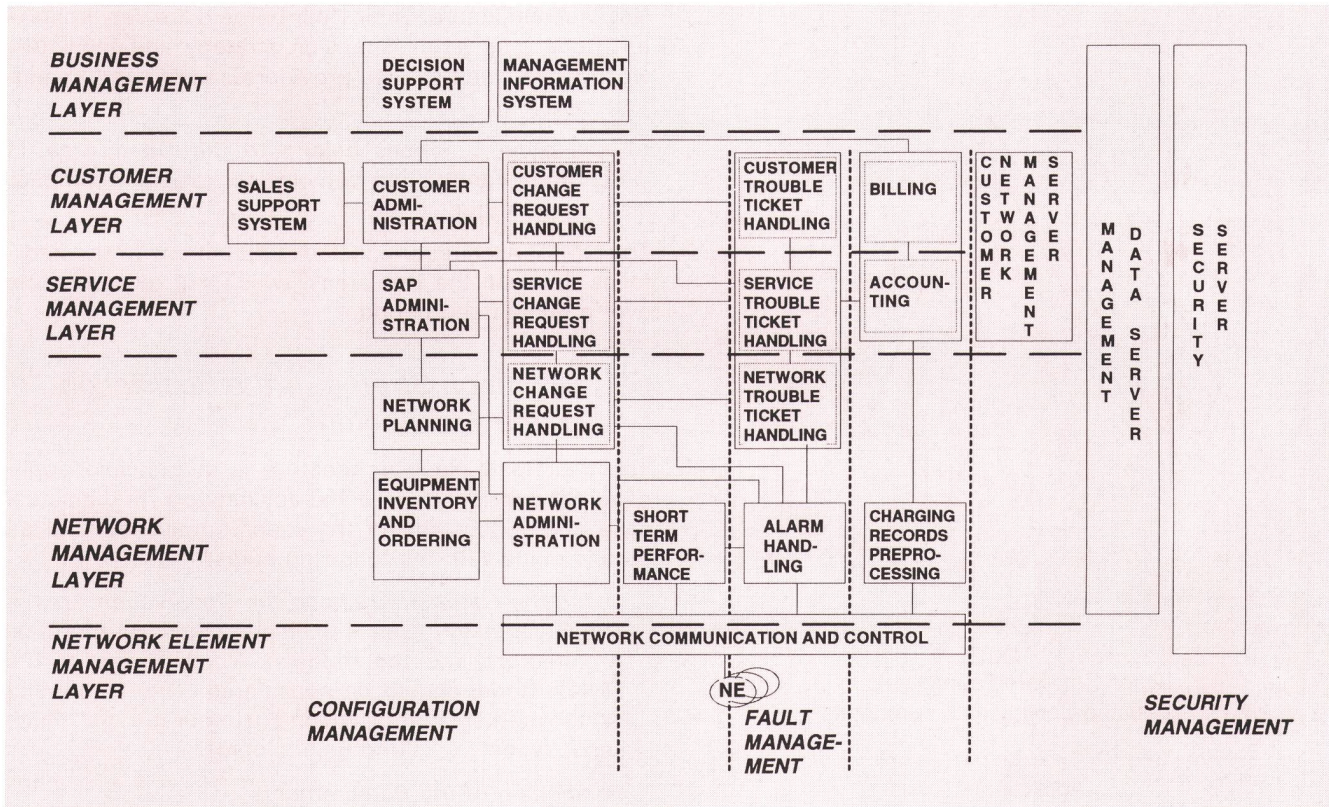 BUSINESS
MANAGEMENT
LAYER
DECISION
SUPPORT
SYSTEM
MANAGEMENT
INFORMATION
SYSTEM
CUSTOMER
MANAGEMENT
LAYER
SALES
SUPPORT
SYSTEM
CUSTOMER
ADMI-
NISTRATION
CUSTOMER
CHANGE
REQUEST
HANDLING
CUSTOMER
TROUBLE
TICKET
HANDLING
BILLING
CUSTOMER
NETWORK
MANAGEMENT
SERVER
MANAGEMENT
DATA SERVER
SECURITY
SERVER
SERVICE
MANAGEMENT
LAYER
SAP
ADMINI-
STRATION
SERVICE
CHANGE
REQUEST
HANDLING
SERVICE
TROUBLE
TICKET
HANDLING
ACCOUN-
TING
NETWORK
PLANNING
NETWORK
CHANGE
REQUEST
HANDLING
NETWORK
TROUBLE
TICKET
HANDLING
NETWORK
MANAGEMENT
LAYER
EQUIPMENT
INVENTORY
AND
ORDERING
NETWORK
ADMINI-
STRATION
SHORT
TERM
PERFOR-
MANCE
ALARM
HAND-
LING
CHARGING
RECORDS
PREPRO-
CESSING
NETWORK ELEMENT
MANAGEMENT
LAYER
NETWORK COMMUNICATION AND CONTROL
NE
CONFIGURATION
MANAGEMENT
FAULT
MANAGE-
MENT
SECURITY
MANAGEMENT